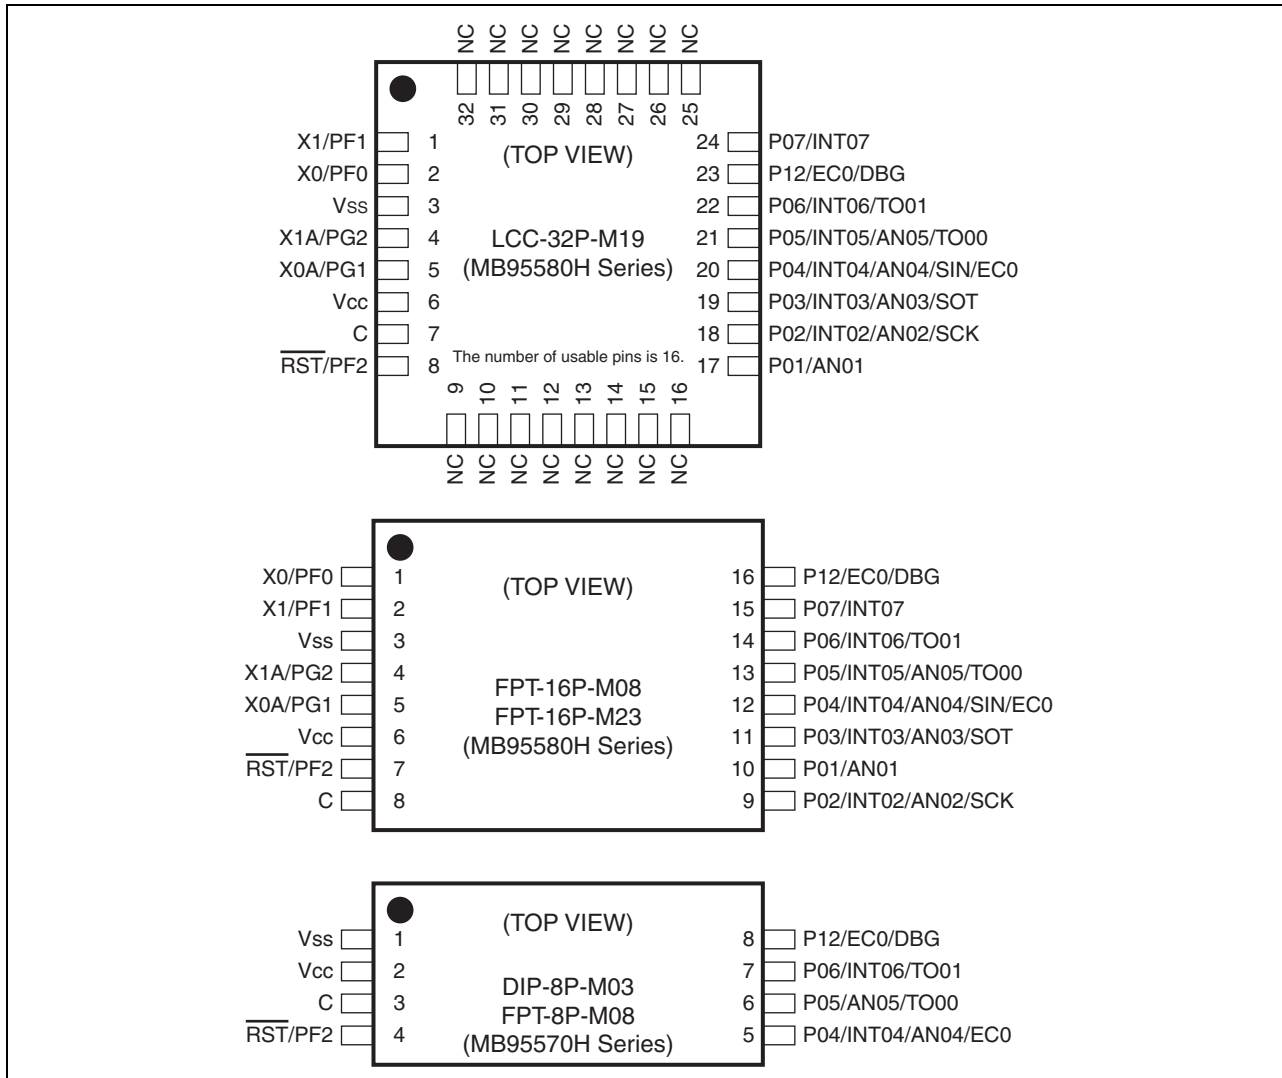 NC NC NC NC NC NC NC NC
32 31 30 29 28 27 26 25
(TOP VIEW)
X1/PF1 1
X0/PF0 2
Vss 3
X1A/PG2 4
X0A/PG1 5
Vcc 6
C 7
RST/PF2 8
LCC-32P-M19
(MB95580H Series)
The number of usable pins is 16.
24 P07/INT07
23 P12/EC0/DBG
22 P06/INT06/TO01
21 P05/INT05/AN05/TO00
20 P04/INT04/AN04/SIN/EC0
19 P03/INT03/AN03/SOT
18 P02/INT02/AN02/SCK
17 P01/AN01
9 10 11 12 13 14 15 16
NC NC NC NC NC NC NC NC
(TOP VIEW)
X0/PF0 1
X1/PF1 2
Vss 3
X1A/PG2 4
X0A/PG1 5
Vcc 6
RST/PF2 7
C 8
FPT-16P-M08
FPT-16P-M23
(MB95580H Series)
16 P12/EC0/DBG
15 P07/INT07
14 P06/INT06/TO01
13 P05/INT05/AN05/TO00
12 P04/INT04/AN04/SIN/EC0
11 P03/INT03/AN03/SOT
10 P01/AN01
9 P02/INT02/AN02/SCK
(TOP VIEW)
Vss 1
Vcc 2
C 3
RST/PF2 4
DIP-8P-M03
FPT-8P-M08
(MB95570H Series)
8 P12/EC0/DBG
7 P06/INT06/TO01
6 P05/AN05/TO00
5 P04/INT04/AN04/EC0